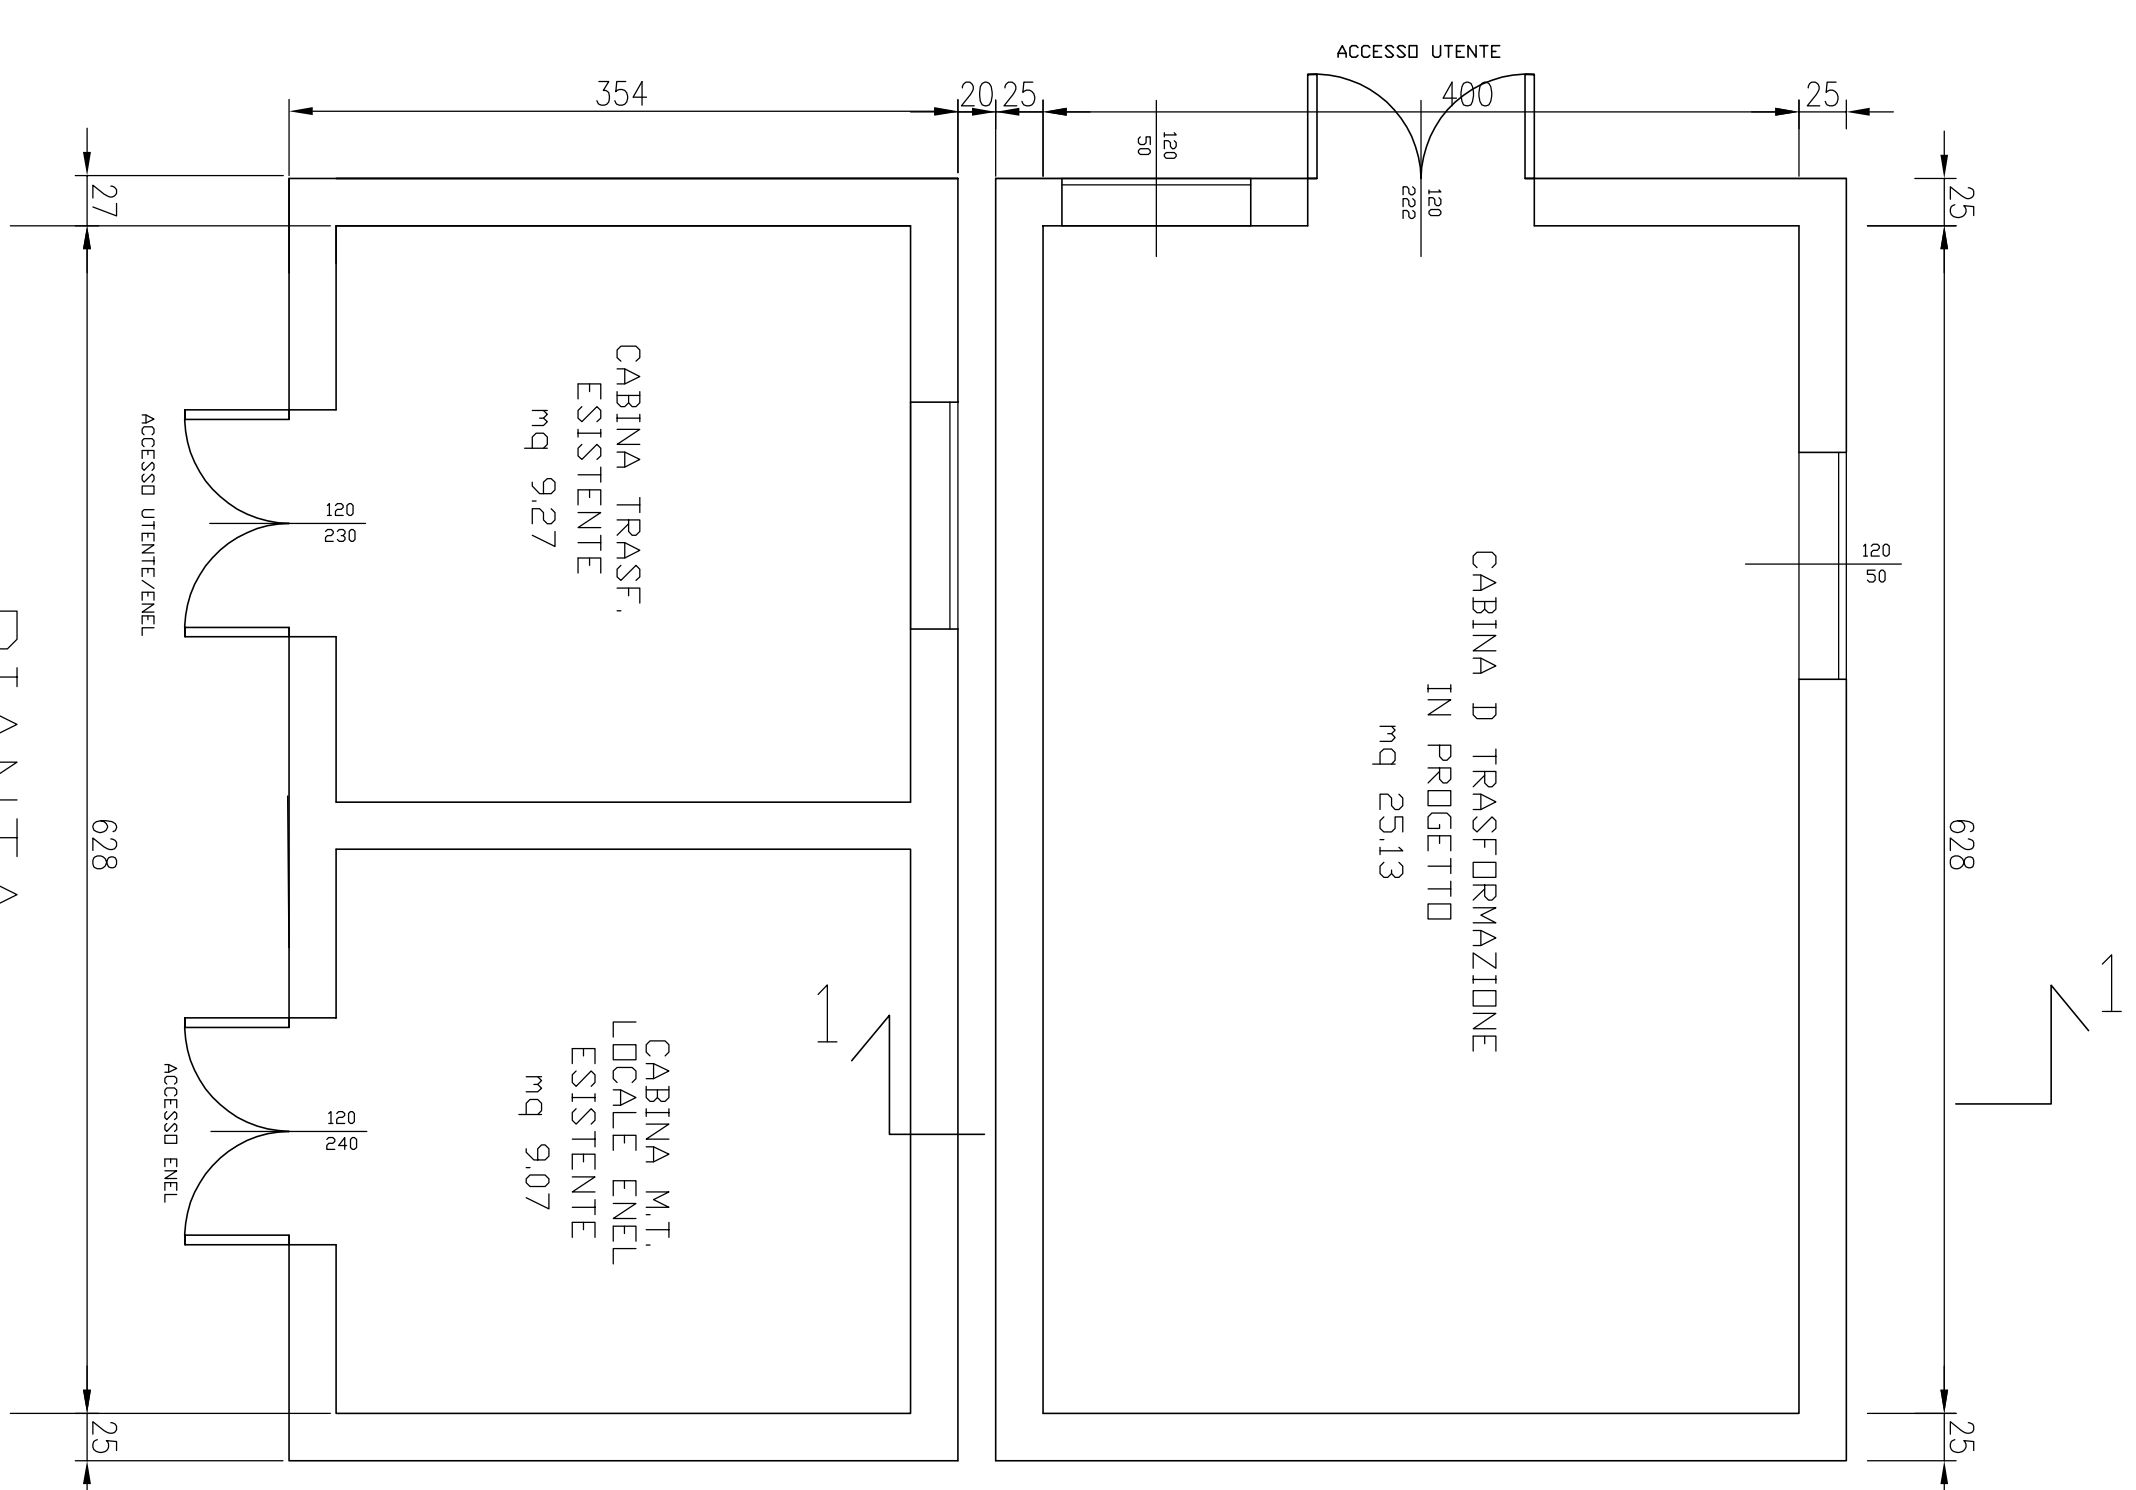 ACCESSO UTENTE
354
20
25
400
25
120
50
120
222
27
25
628
25
628
25
CABINA TRASF.
ESISTENTE
mq 9.27
120
230
ACCESSO UTENTE/ENEL
CABINA D TRASFORMAZIONE
IN PROGETTO
mq 25.13
120
50
CABINA M.T.
LOCALE ENEL
ESISTENTE
mq 9.07
120
240
ACCESSO ENEL
1
1
PIANTA